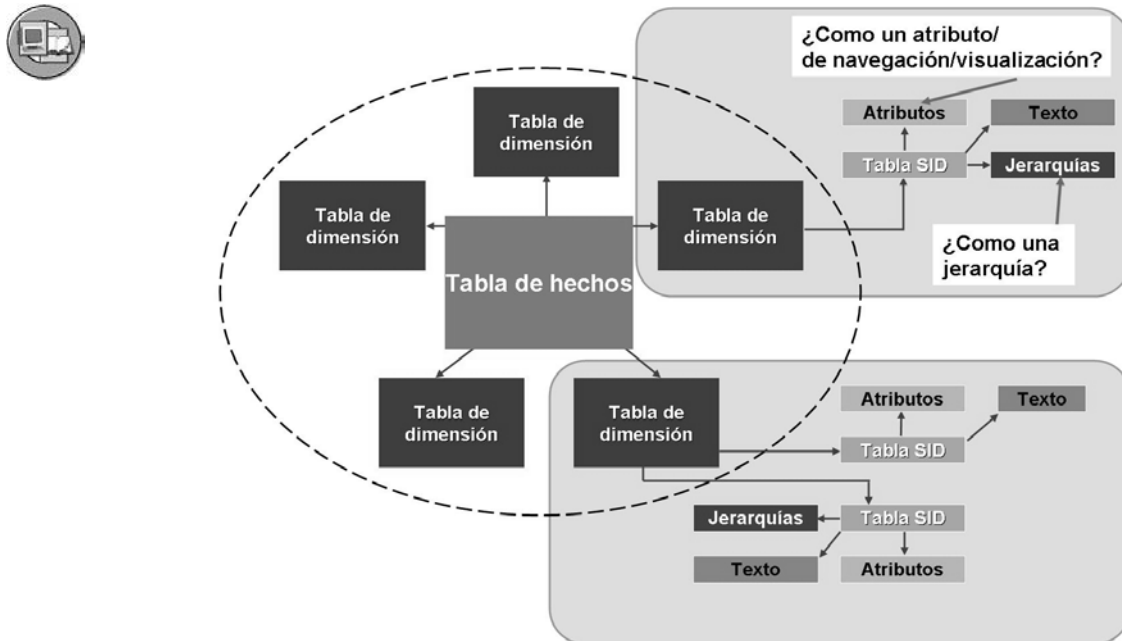 ¿Como un atributo/
de navegación/visualización?
Atributos
Texto
Tabla SID
Jerarquías
¿Como una
jerarquía?
Tabla de
dimensión
Tabla de
dimensión
Tabla de
dimensión
Tabla de hechos
Tabla de
dimensión
Tabla de
dimensión
Atributos
Texto
Tabla SID
Jerarquías
Tabla SID
Texto
Atributos